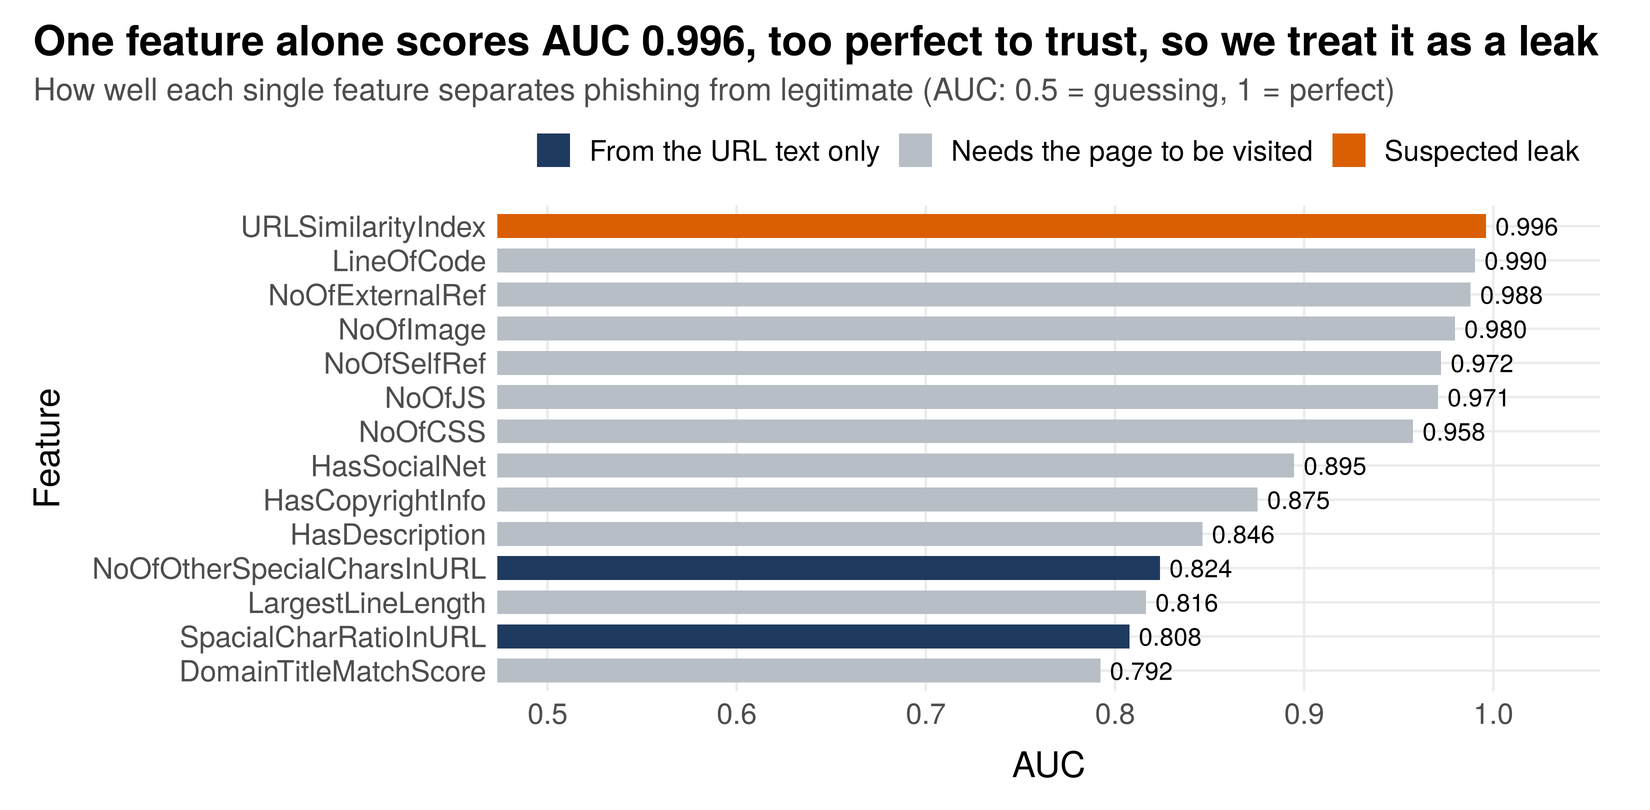 One feature alone scores AUC 0.996, too perfect to trust, so we treat it as a leak
How well each single feature separates phishing from legitimate (AUC: 0.5 = guessing, 1 = perfect)
From the URL text only Needs the page to be visited Suspected leak
URLSimilarityIndex 0.996
LineOfCode 0.990
NoOfExternalRef 0.988
NoOfImage 0.980
NoOfSelfRef 0.972
NoOfJS 0.971
NoOfCSS 0.958
HasSocialNet 0.895
HasCopyrightInfo 0.875
HasDescription 0.846
NoOfOtherSpecialCharsInURL 0.824
LargestLineLength 0.816
SpacialCharRatioInURL 0.808
DomainTitleMatchScore 0.792
Feature
0.5 0.6 0.7 0.8 0.9 1.0
AUC